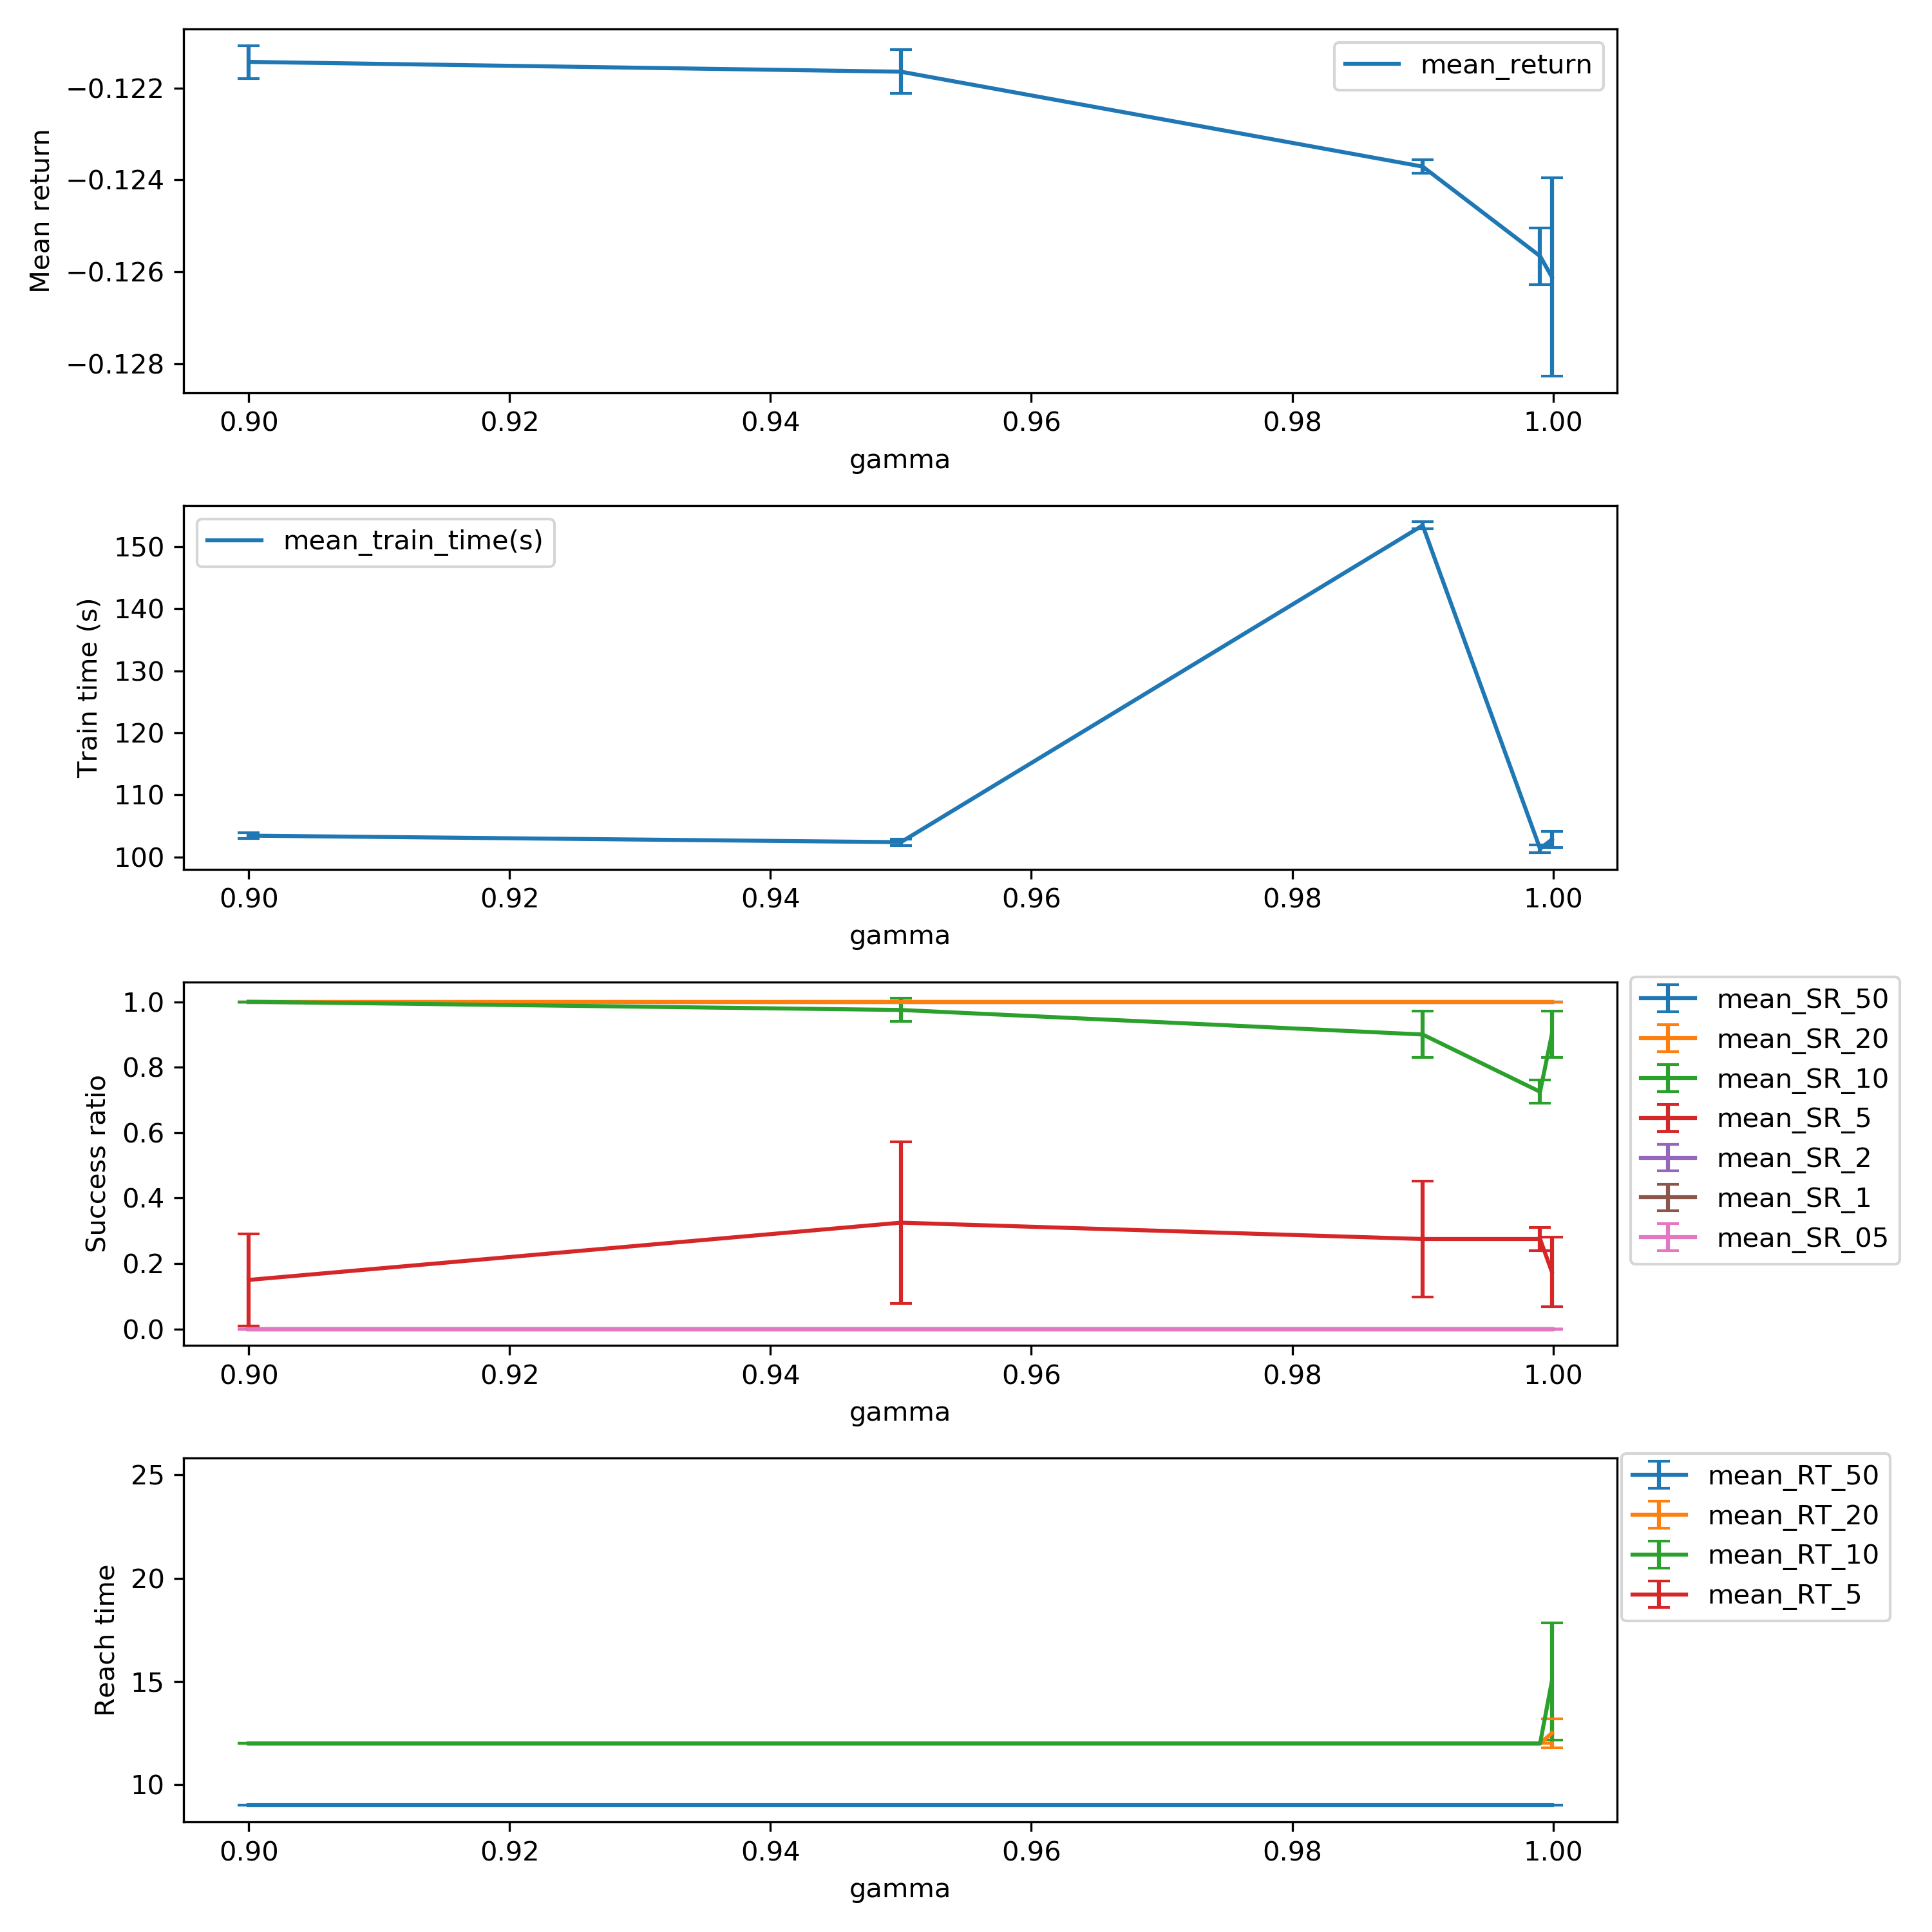 mean_return
Mean return
−0.122
−0.124
−0.126
−0.128
0.90 0.92 0.94 0.96 0.98 1.00
gamma
mean_train_time(s)
Train time (s)
150
140
130
120
110
100
0.90 0.92 0.94 0.96 0.98 1.00
gamma
Success ratio
1.0
0.8
0.6
0.4
0.2
0.0
0.90 0.92 0.94 0.96 0.98 1.00
gamma
mean_SR_50
mean_SR_20
mean_SR_10
mean_SR_5
mean_SR_2
mean_SR_1
mean_SR_05
Reach time
25
20
15
10
0.90 0.92 0.94 0.96 0.98 1.00
gamma
mean_RT_50
mean_RT_20
mean_RT_10
mean_RT_5